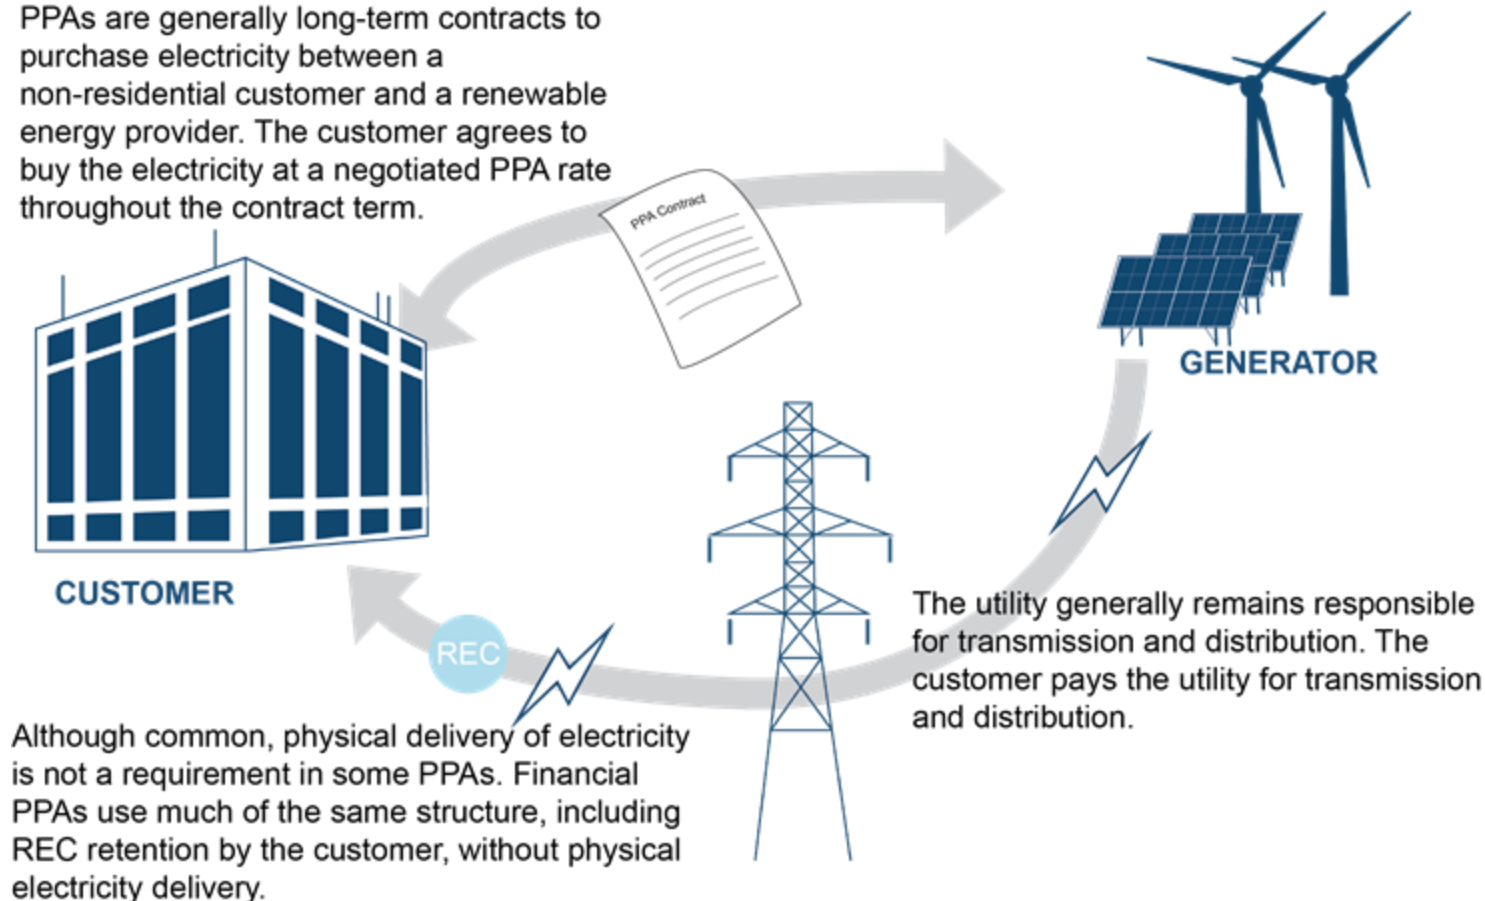 PPAs are generally long-term contracts to
purchase electricity between a
non-residential customer and a renewable
energy provider. The customer agrees to
buy the electricity at a negotiated PPA rate
throughout the contract term.
PPA Contract
GENERATOR
CUSTOMER
REC
The utility generally remains responsible
for transmission and distribution. The
customer pays the utility for transmission
and distribution.
Although common, physical delivery of electricity
is not a requirement in some PPAs. Financial
PPAs use much of the same structure, including
REC retention by the customer, without physical
electricity delivery.